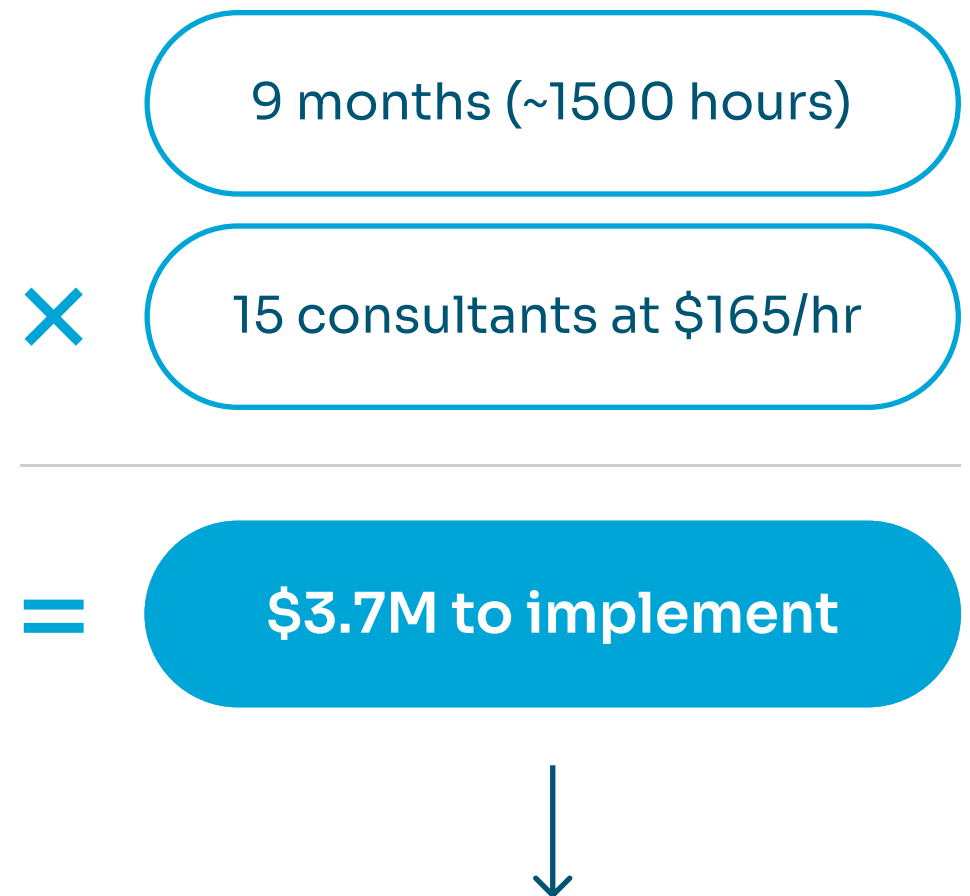 9 months (~1500 hours)
× 15 consultants at $165/hr
= $3.7M to implement